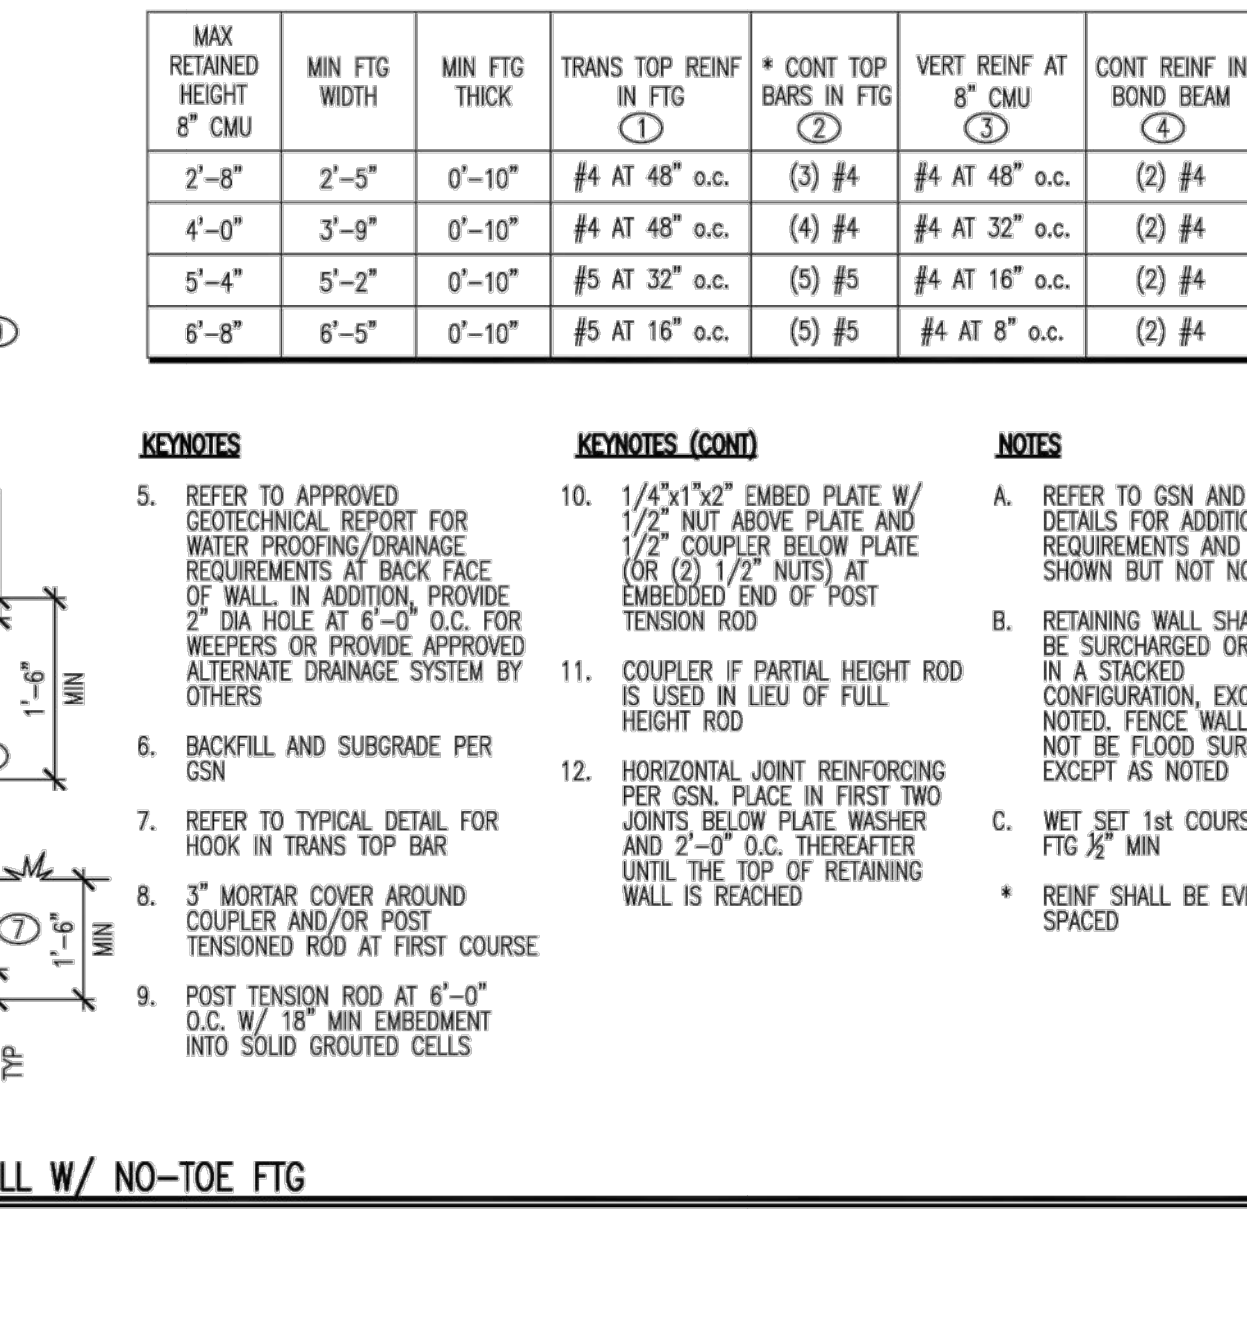 MAX
RETAINED
HEIGHT
8" CMU
MIN FTG
WIDTH
MIN FTG
THICK
TRANS TOP REINF
IN FTG
1
* CONT TOP
BARS IN FTG
2
VERT REINF AT
8" CMU
3
CONT REINF IN
BOND BEAM
4
2'-8" 2'-5" 0'-10" #4 AT 48" o.c. (3) #4 #4 AT 48" o.c. (2) #4
4'-0" 3'-9" 0'-10" #4 AT 48" o.c. (4) #4 #4 AT 32" o.c. (2) #4
5'-4" 5'-2" 0'-10" #5 AT 32" o.c. (5) #5 #4 AT 16" o.c. (2) #4
6'-8" 6'-5" 0'-10" #5 AT 16" o.c. (5) #5 #4 AT 8" o.c. (2) #4
KEYNOTES
5. REFER TO APPROVED
GEOTECHNICAL REPORT FOR
WATER PROOFING/DRAINAGE
REQUIREMENTS AT BACK FACE
OF WALL. IN ADDITION, PROVIDE
2" DIA HOLE AT 6'-0" O.C. FOR
WEEPERS OR PROVIDE APPROVED
ALTERNATE DRAINAGE SYSTEM BY
OTHERS
6. BACKFILL AND SUBGRADE PER
GSN
7. REFER TO TYPICAL DETAIL FOR
HOOK IN TRANS TOP BAR
8. 3" MORTAR COVER AROUND
COUPLER AND/OR POST
TENSIONED ROD AT FIRST COURSE
9. POST TENSION ROD AT 6'-0"
O.C. W/ 18" MIN EMBEDMENT
INTO SOLID GROUTED CELLS
KEYNOTES (CONT)
10. 1/4"x1"x2" EMBED PLATE W/
1/2" NUT ABOVE PLATE AND
1/2" COUPLER BELOW PLATE
(OR (2) 1/2" NUTS) AT
EMBEDDED END OF POST
TENSION ROD
11. COUPLER IF PARTIAL HEIGHT ROD
IS USED IN LIEU OF FULL
HEIGHT ROD
12. HORIZONTAL JOINT REINFORCING
PER GSN. PLACE IN FIRST TWO
JOINTS BELOW PLATE WASHER
AND 2'-0" O.C. THEREAFTER
UNTIL THE TOP OF RETAINING
WALL IS REACHED
NOTES
A. REFER TO GSN AND
DETAILS FOR
REQUIREMENTS AND
SHOWN BUT NOT
B. RETAINING WALL
BE SURCHARGED OR
IN A STACKED
CONFIGURATION,
NOTED. FENCE WALL
NOT BE FLOOD
EXCEPT AS NOTED
C. WET SET 1st
FTG ½" MIN
* REINF SHALL BE
SPACED
1'-6"
MIN
7
1'-6"
MIN
TYP
LL W/ NO-TOE FTG